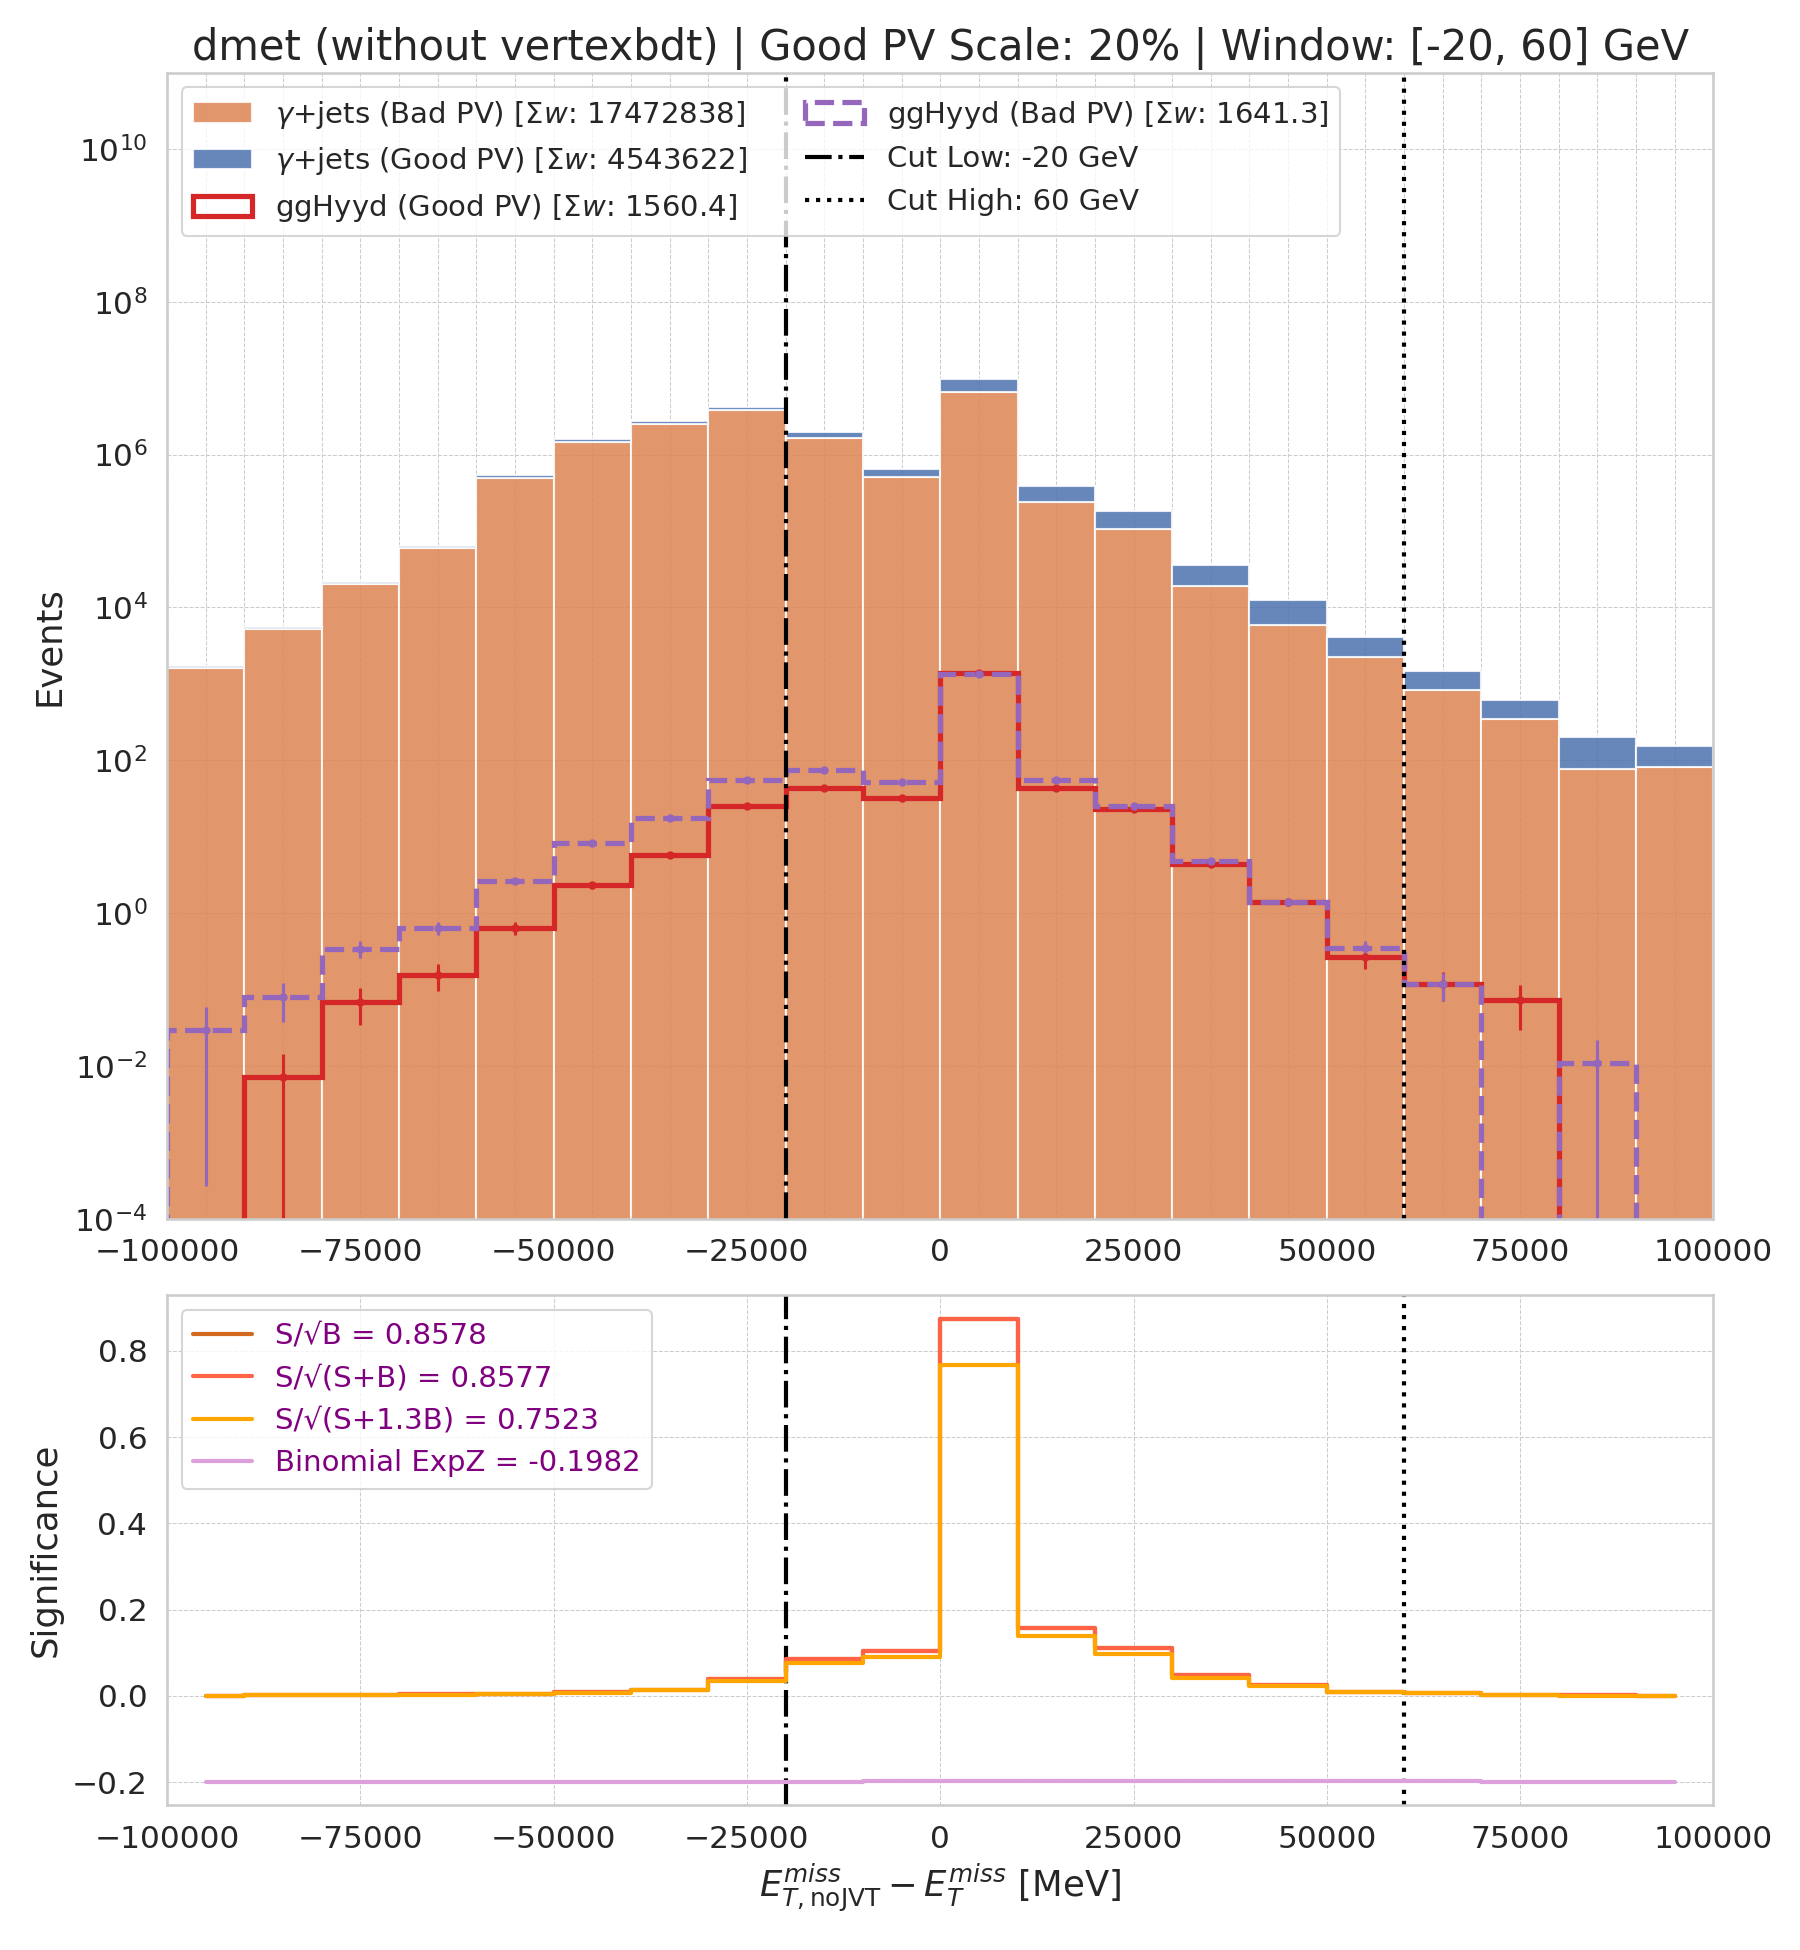 dmet (without vertexbdt) | Good PV Scale: 20% | Window: [-20, 60] GeV
γ+jets (Bad PV) [Σw: 17472838]
γ+jets (Good PV) [Σw: 4543622]
ggHyyd (Good PV) [Σw: 1560.4]
ggHyyd (Bad PV) [Σw: 1641.3]
Cut Low: -20 GeV
Cut High: 60 GeV
Events
10^10
10^8
10^6
10^4
10^2
10^0
10^−2
10^−4
−100000 −75000 −50000 −25000 0 25000 50000 75000 100000
S/√B = 0.8578
S/√(S+B) = 0.8577
S/√(S+1.3B) = 0.7523
Binomial ExpZ = -0.1982
Significance
0.8
0.6
0.4
0.2
0.0
−0.2
−100000 −75000 −50000 −25000 0 25000 50000 75000 100000
E_{T,noJVT}^{miss} − E_T^{miss} [MeV]